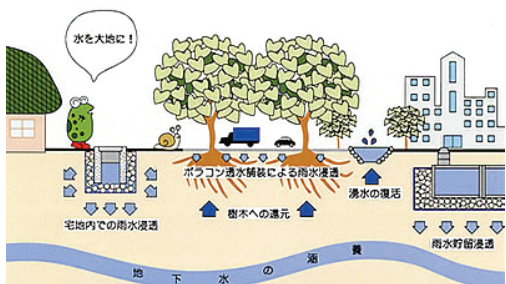 水を大地に！
ポラコン透水舗装による雨水浸透
湧水の復活
宅地内での雨水浸透
樹木への還元
雨水貯留浸透
地下水の涵養